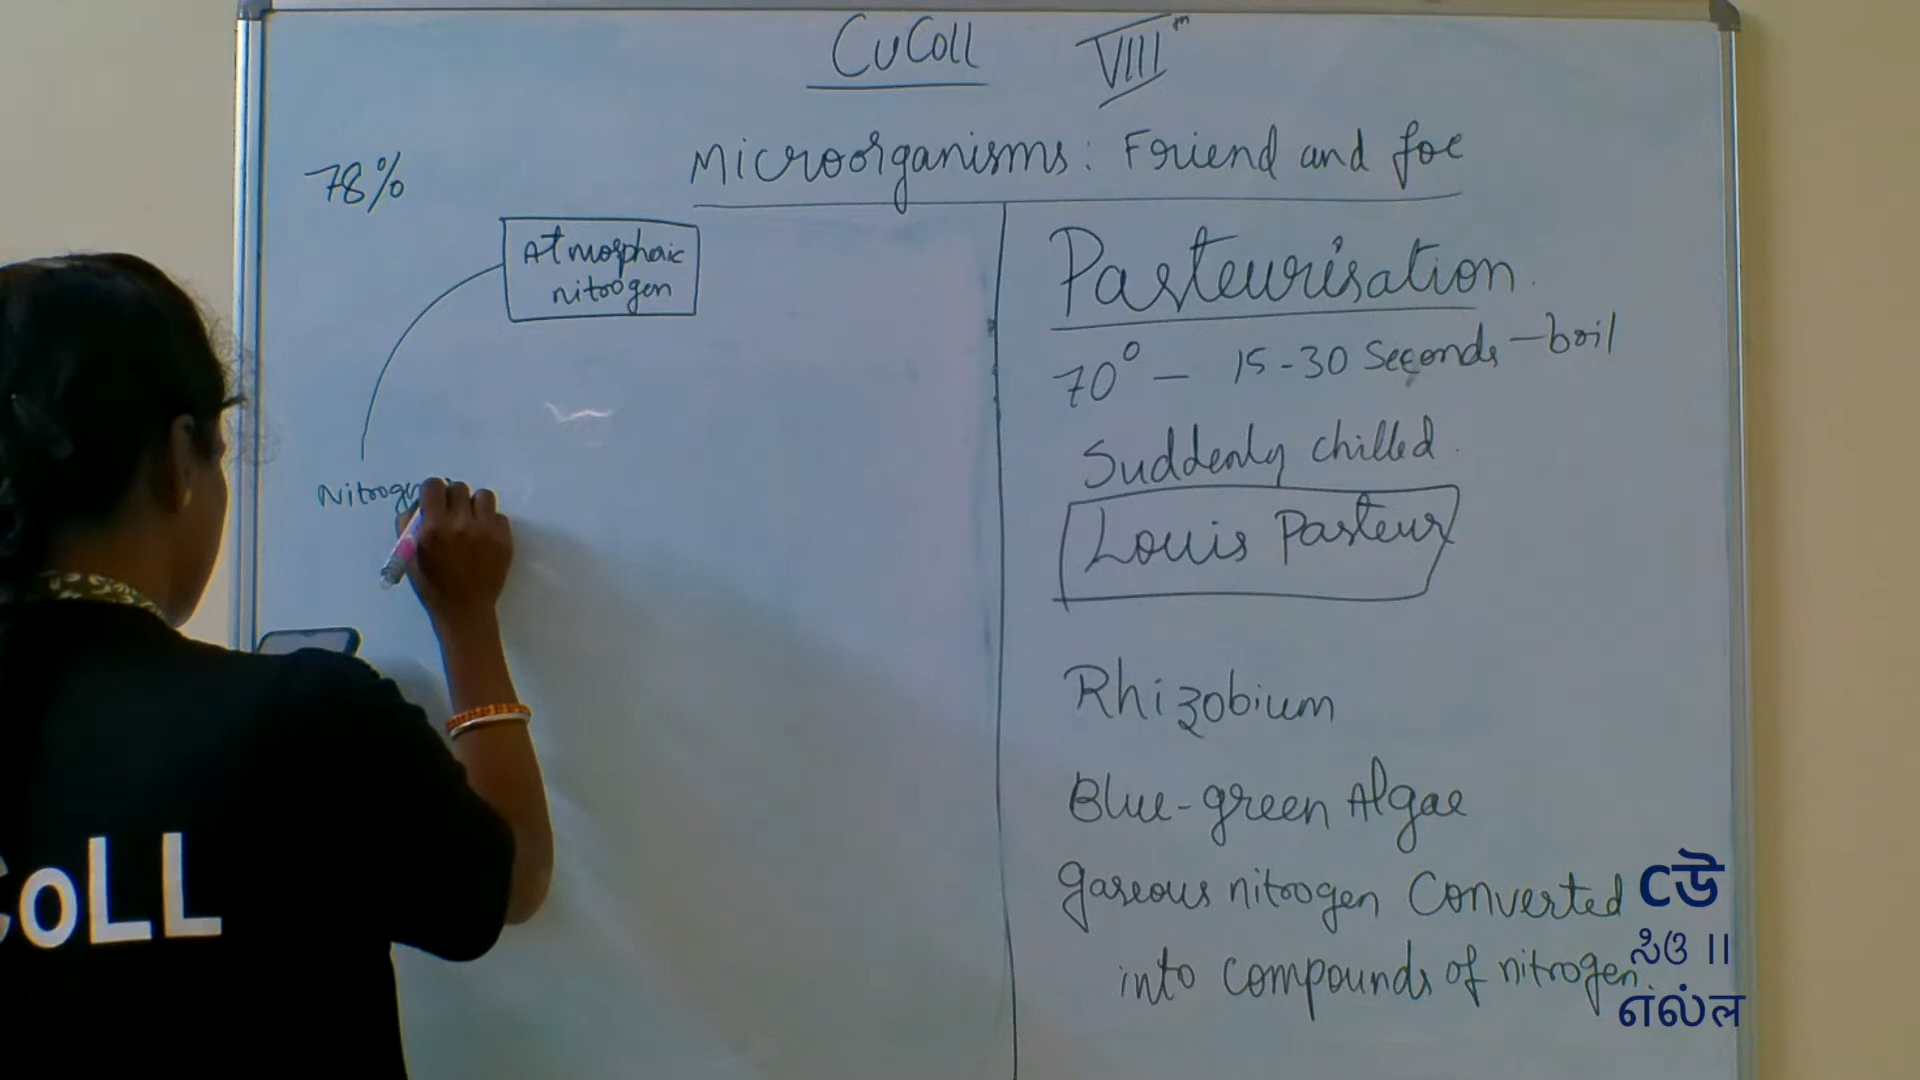 CuColl VIII
Microorganisms: Friend and foe
78%
Atmospheric
nitrogen
Nitrogen
Pasteurisation.
70° - 15-30 Seconds - boil
Suddenly chilled.
Louis Pasteur
Rhizobium
Blue-green Algae
gaseous nitrogen Converted
into compounds of nitrogen.
COLL